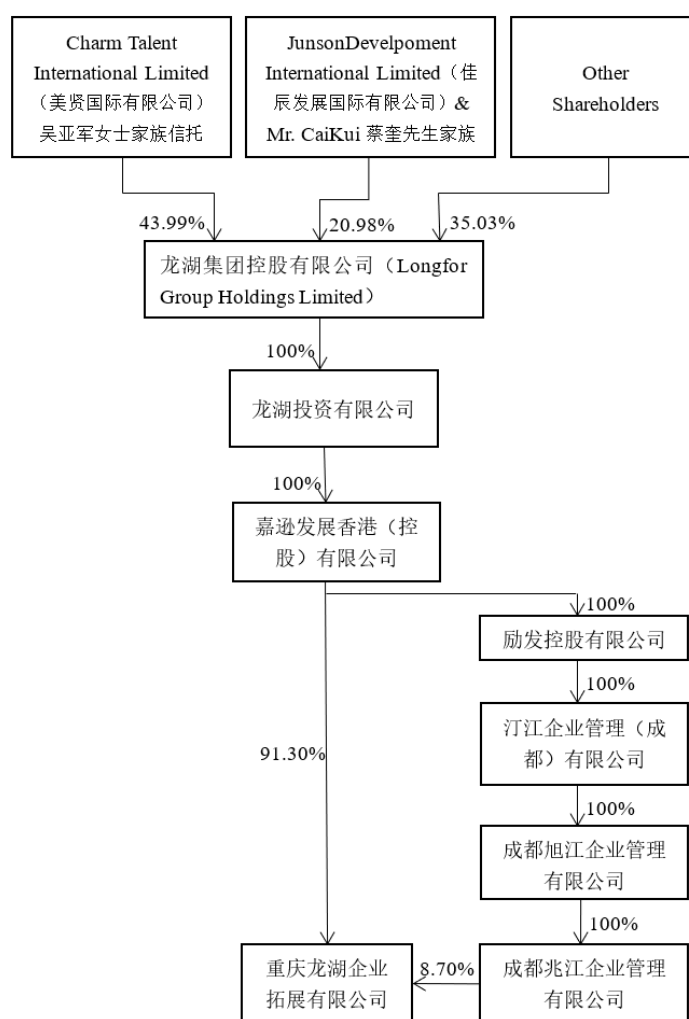 Charm Talent
International Limited
（美贤国际有限公司）
吴亚军女士家族信托
JunsonDevelpoment
International Limited（佳
辰发展国际有限公司）&
Mr. CaiKui 蔡奎先生家族
Other
Shareholders
43.99%
20.98%
35.03%
龙湖集团控股有限公司（Longfor
Group Holdings Limited）
100%
龙湖投资有限公司
100%
嘉逊发展香港（控
股）有限公司
100%
励发控股有限公司
100%
汀江企业管理（成
都）有限公司
91.30%
100%
成都旭江企业管理
有限公司
100%
重庆龙湖企业
拓展有限公司
8.70%
成都兆江企业管理
有限公司